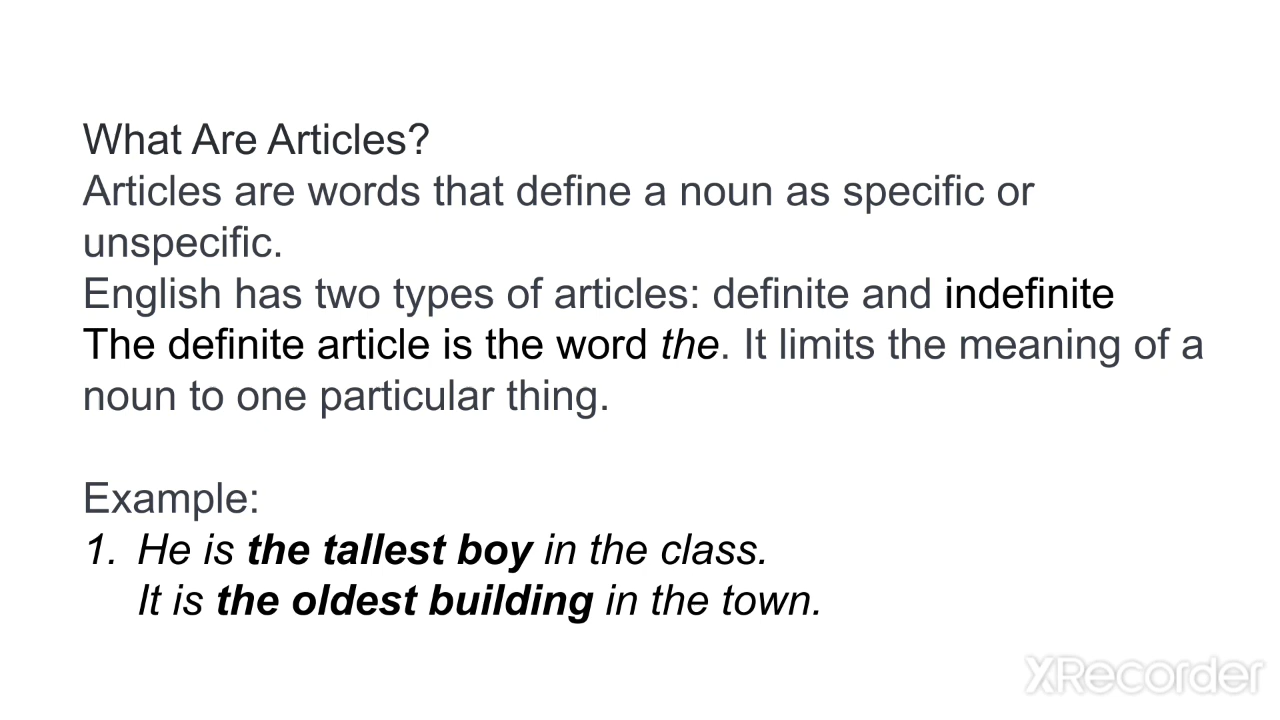 What Are Articles?
Articles are words that define a noun as specific or
unspecific.
English has two types of articles: definite and indefinite
The definite article is the word the. It limits the meaning of a
noun to one particular thing.
Example:
1. He is the tallest boy in the class.
It is the oldest building in the town.
XRecorder